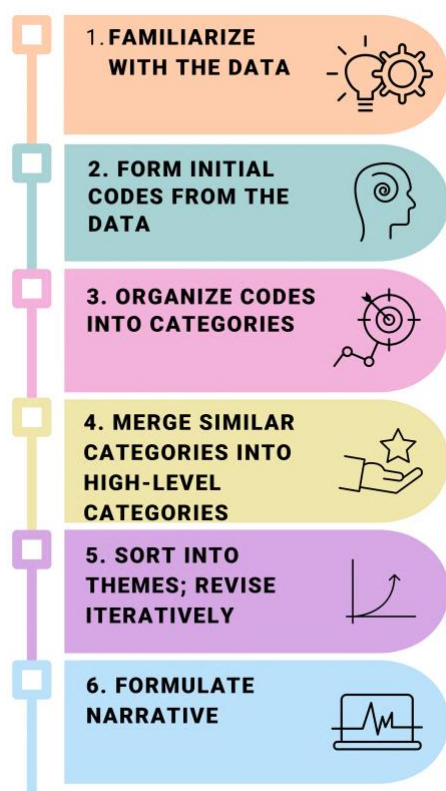 1. FAMILIARIZE
WITH THE DATA
2. FORM INITIAL
CODES FROM THE
DATA
3. ORGANIZE CODES
INTO CATEGORIES
4. MERGE SIMILAR
CATEGORIES INTO
HIGH-LEVEL
CATEGORIES
5. SORT INTO
THEMES; REVISE
ITERATIVELY
6. FORMULATE
NARRATIVE